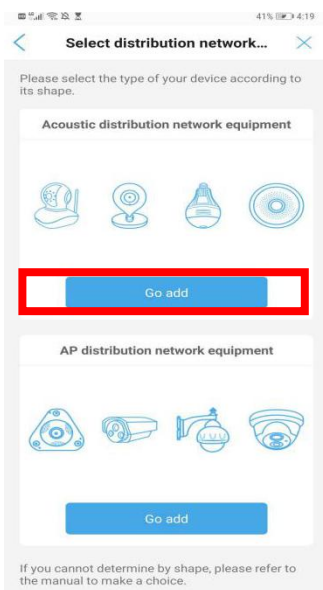 41% 4:19
Select distribution network...
Please select the type of your device according to
its shape.
Acoustic distribution network equipment
Go add
AP distribution network equipment
Go add
If you cannot determine by shape, please refer to
the manual to make a choice.